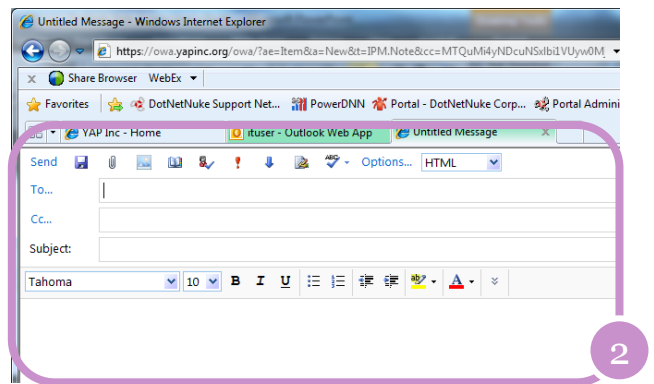 Untitled Message - Windows Internet Explorer
https://owa.yapinc.org/owa/?ae=Item&a=New&t=IPM.Note&cc=MTQuMi4yNDcuNSxlbi1VUyw0M
x Share Browser WebEx
Favorites DotNetNuke Support Net... PowerDNN Portal - DotNetNuke Corp... Portal Admini
YAP Inc - Home ituser - Outlook Web App Untitled Message x
Send ABC Options... HTML
To...
Cc...
Subject:
Tahoma 10 B I U ab A
2